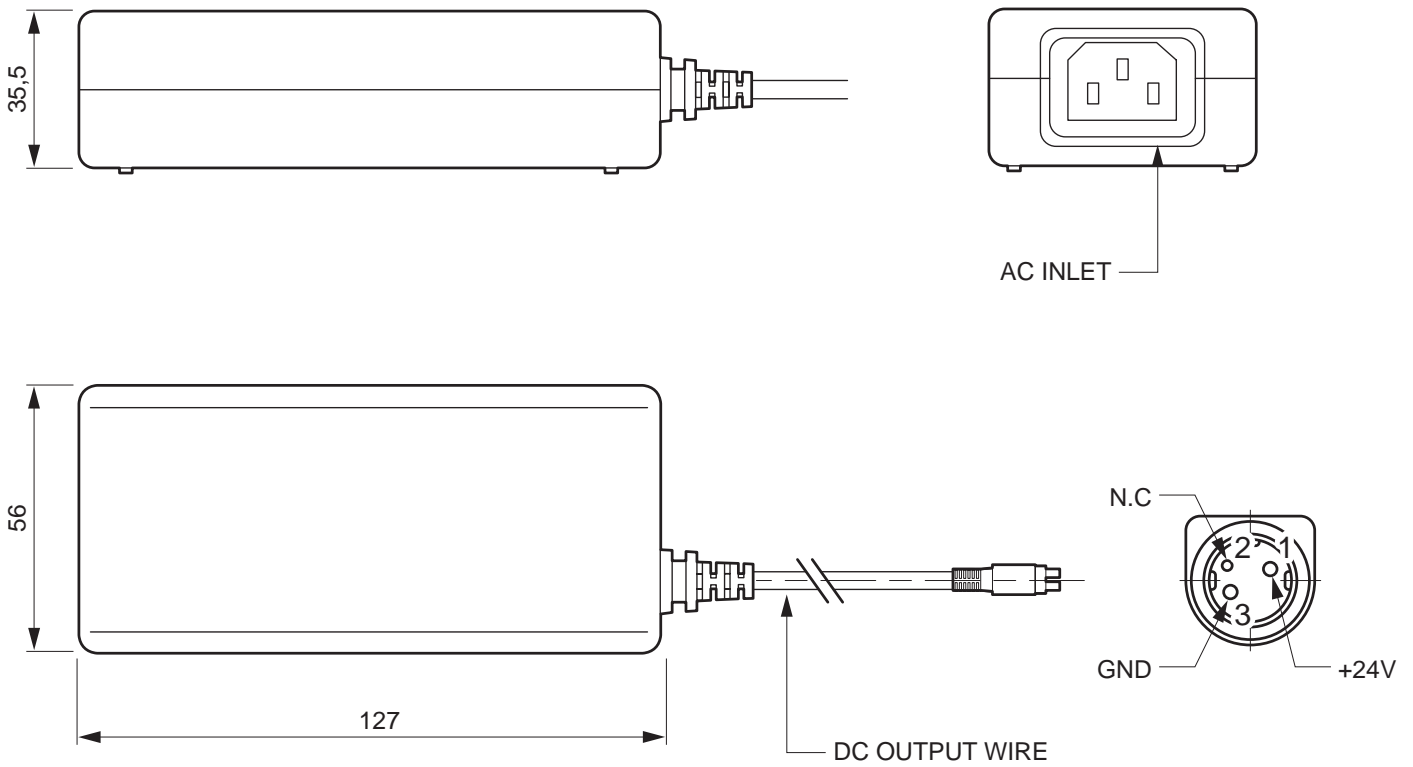 35,5
AC INLET
56
N.C
2
1
3
GND
+24V
127
DC OUTPUT WIRE